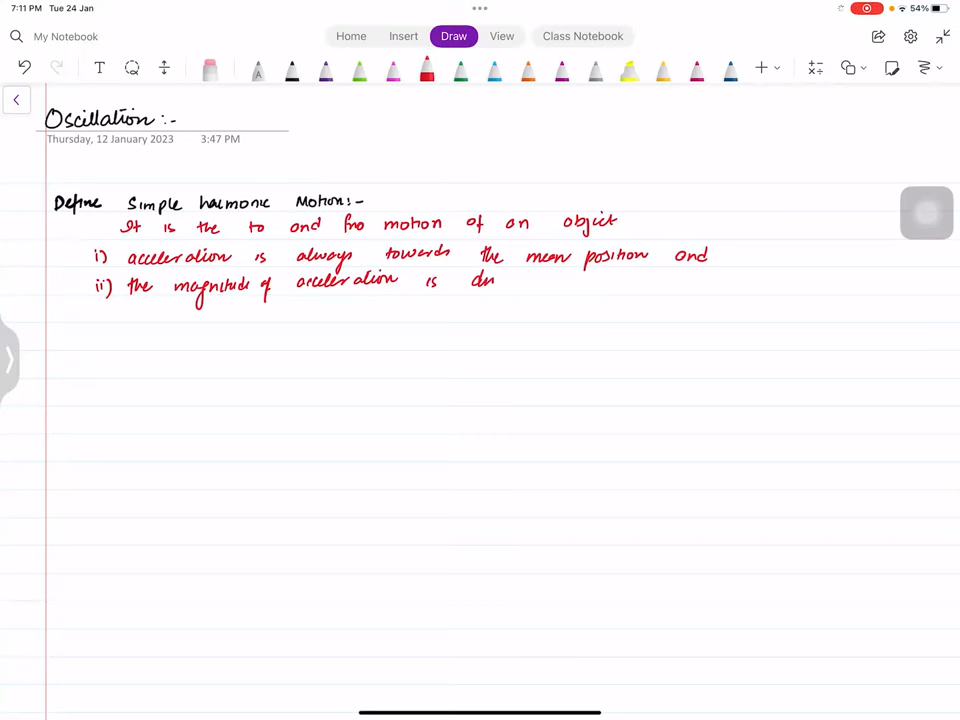 7:11 PM Tue 24 Jan
54%
My Notebook
Home Insert Draw View Class Notebook
T
A
Oscillation :-
Thursday, 12 January 2023 3:47 PM
Define Simple harmonic Motion:-
It is the to and fro motion of an object
i) acceleration is always towards the mean position and
ii) the magnitude of acceleration is